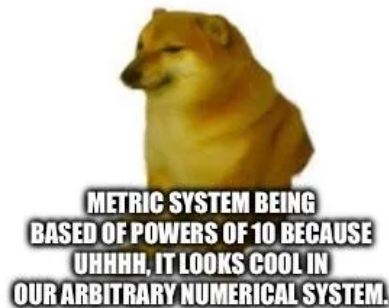 METRIC SYSTEM BEING
BASED OF POWERS OF 10 BECAUSE
UHHHH, IT LOOKS COOL IN
OUR ARBITRARY NUMERICAL SYSTEM